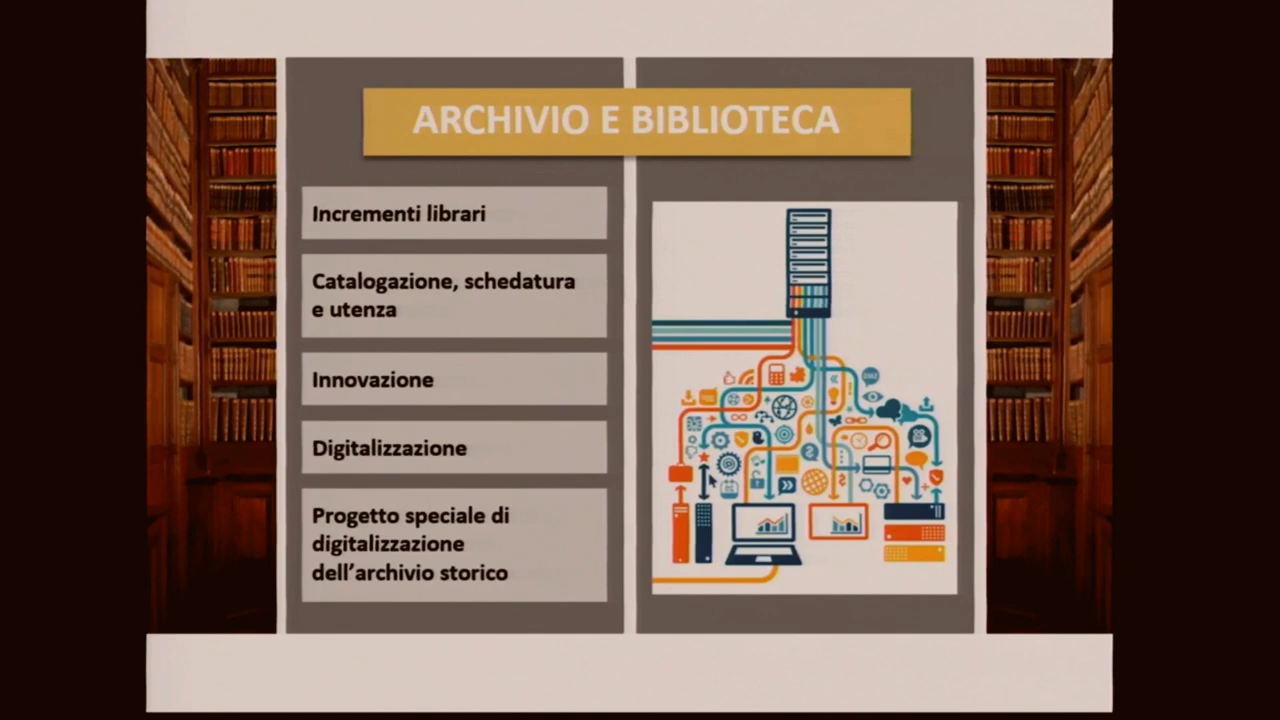 ARCHIVIO E BIBLIOTECA
Incrementi librari
Catalogazione, schedatura
e utenza
Innovazione
Digitalizzazione
Progetto speciale di
digitalizzazione
dell’archivio storico